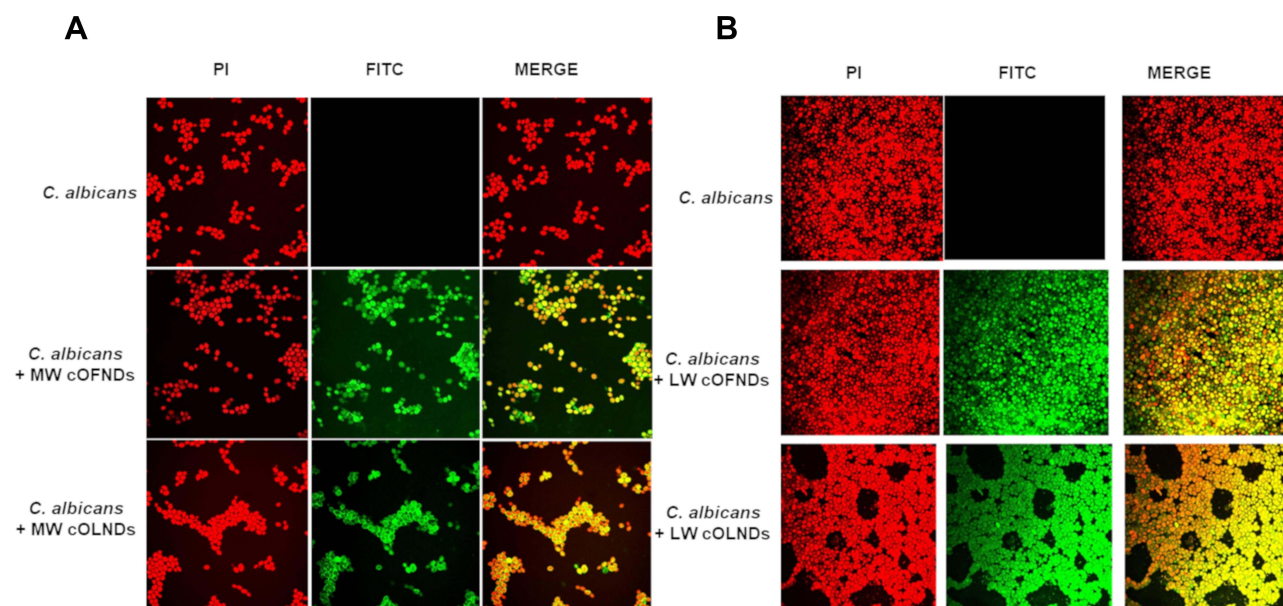 A
B
PI FITC MERGE
PI FITC MERGE
C. albicans
C. albicans
C. albicans
+ MW cOFNDs
C. albicans
+ LW cOFNDs
C. albicans
+ MW cOLNDs
C. albicans
+ LW cOLNDs